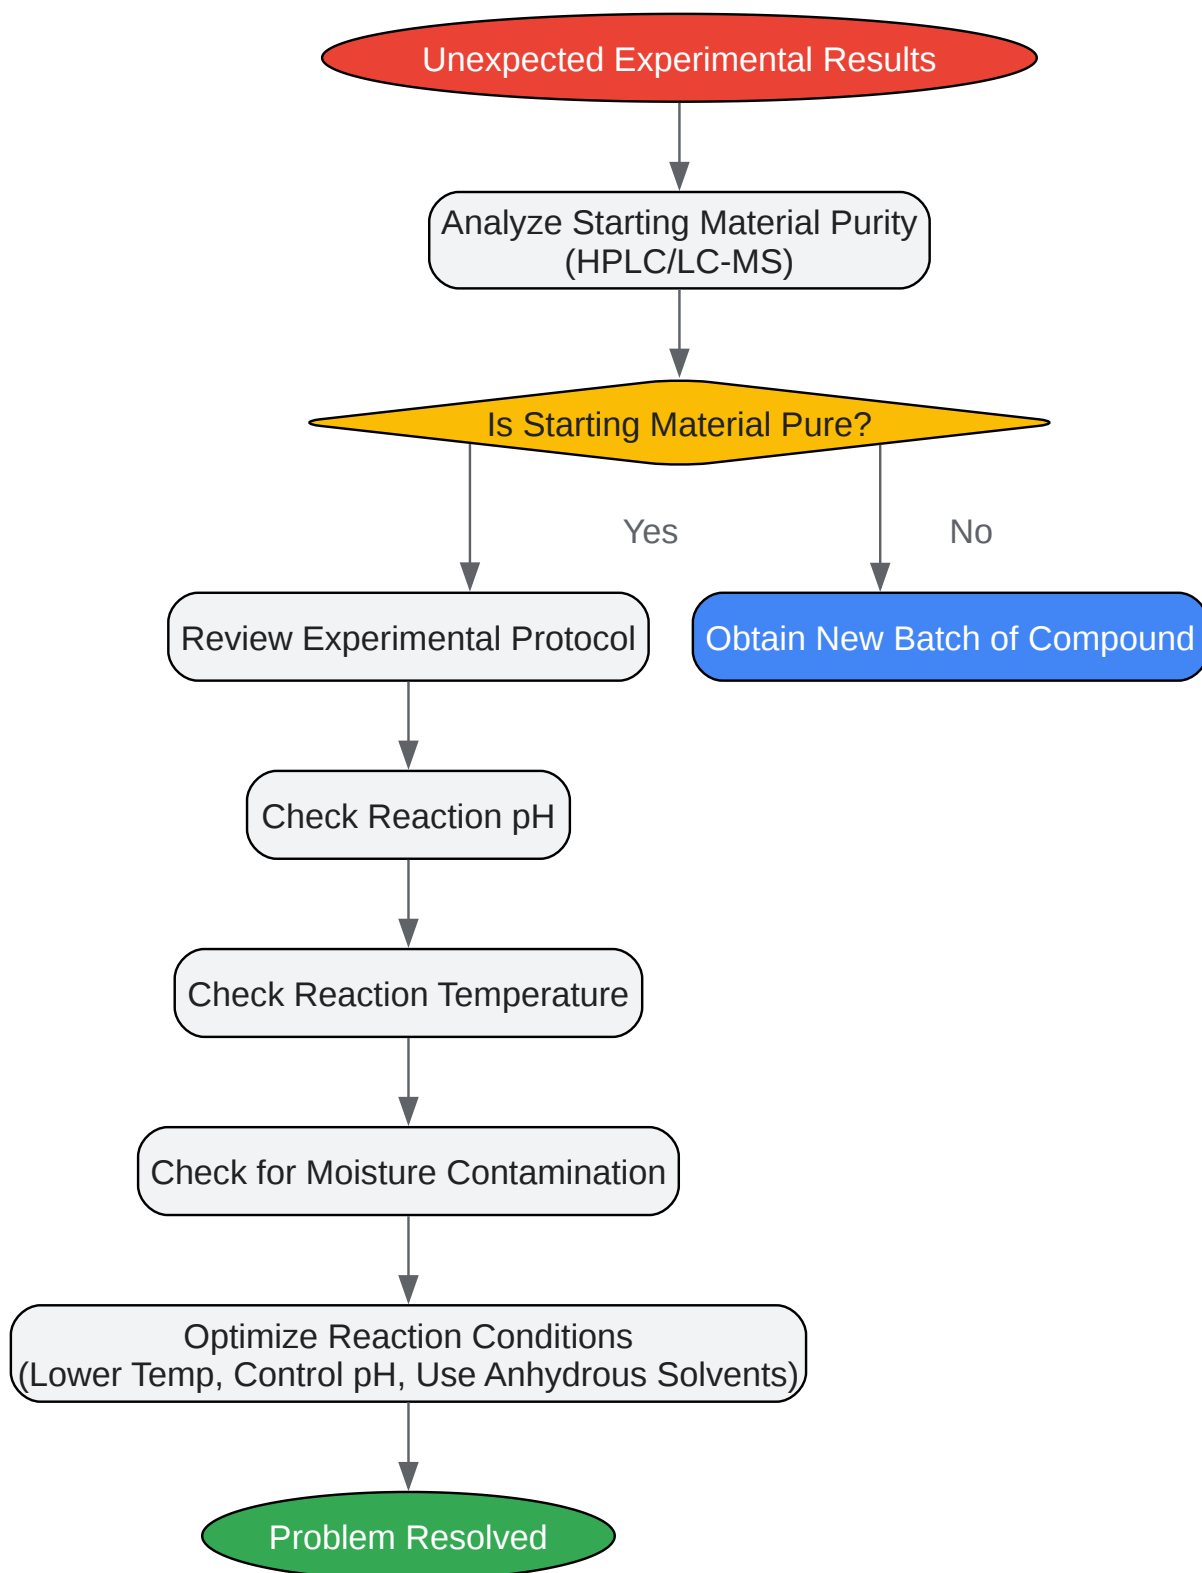 Unexpected Experimental Results
Analyze Starting Material Purity
(HPLC/LC-MS)
Is Starting Material Pure?
Yes
No
Review Experimental Protocol
Obtain New Batch of Compound
Check Reaction pH
Check Reaction Temperature
Check for Moisture Contamination
Optimize Reaction Conditions
(Lower Temp, Control pH, Use Anhydrous Solvents)
Problem Resolved